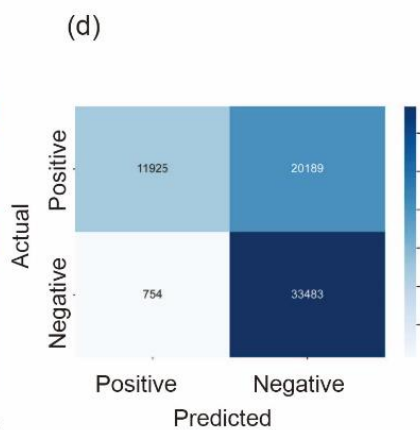 (d)
Actual
Positive
11925 20189
Negative
754 33483
Positive Negative
Predicted